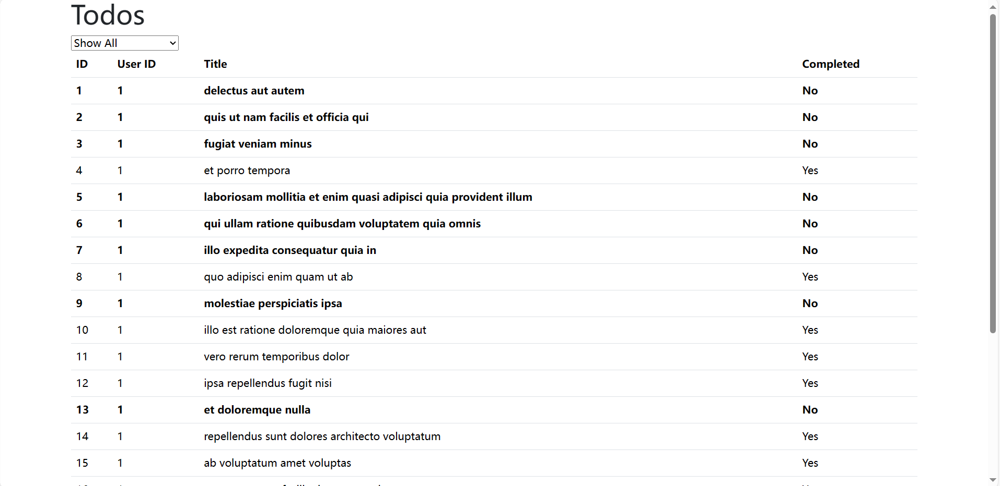 Todos
Show All
ID User ID Title Completed
1 1 delectus aut autem No
2 1 quis ut nam facilis et officia qui No
3 1 fugiat veniam minus No
4 1 et porro tempora Yes
5 1 laboriosam mollitia et enim quasi adipisci quia provident illum No
6 1 qui ullam ratione quibusdam voluptatem quia omnis No
7 1 illo expedita consequatur quia in No
8 1 quo adipisci enim quam ut ab Yes
9 1 molestiae perspiciatis ipsa No
10 1 illo est ratione doloremque quia maiores aut Yes
11 1 vero rerum temporibus dolor Yes
12 1 ipsa repellendus fugit nisi Yes
13 1 et doloremque nulla No
14 1 repellendus sunt dolores architecto voluptatum Yes
15 1 ab voluptatum amet voluptas Yes